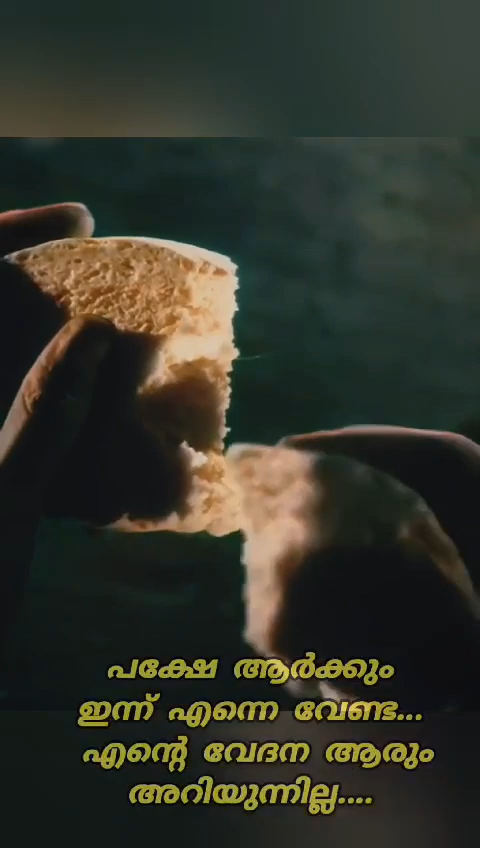 പക്ഷേ ആർക്കും
ഇന്ന് എന്നെ വേണ്ട...
എന്റെ വേദന ആരും
അറിയുന്നില്ല....